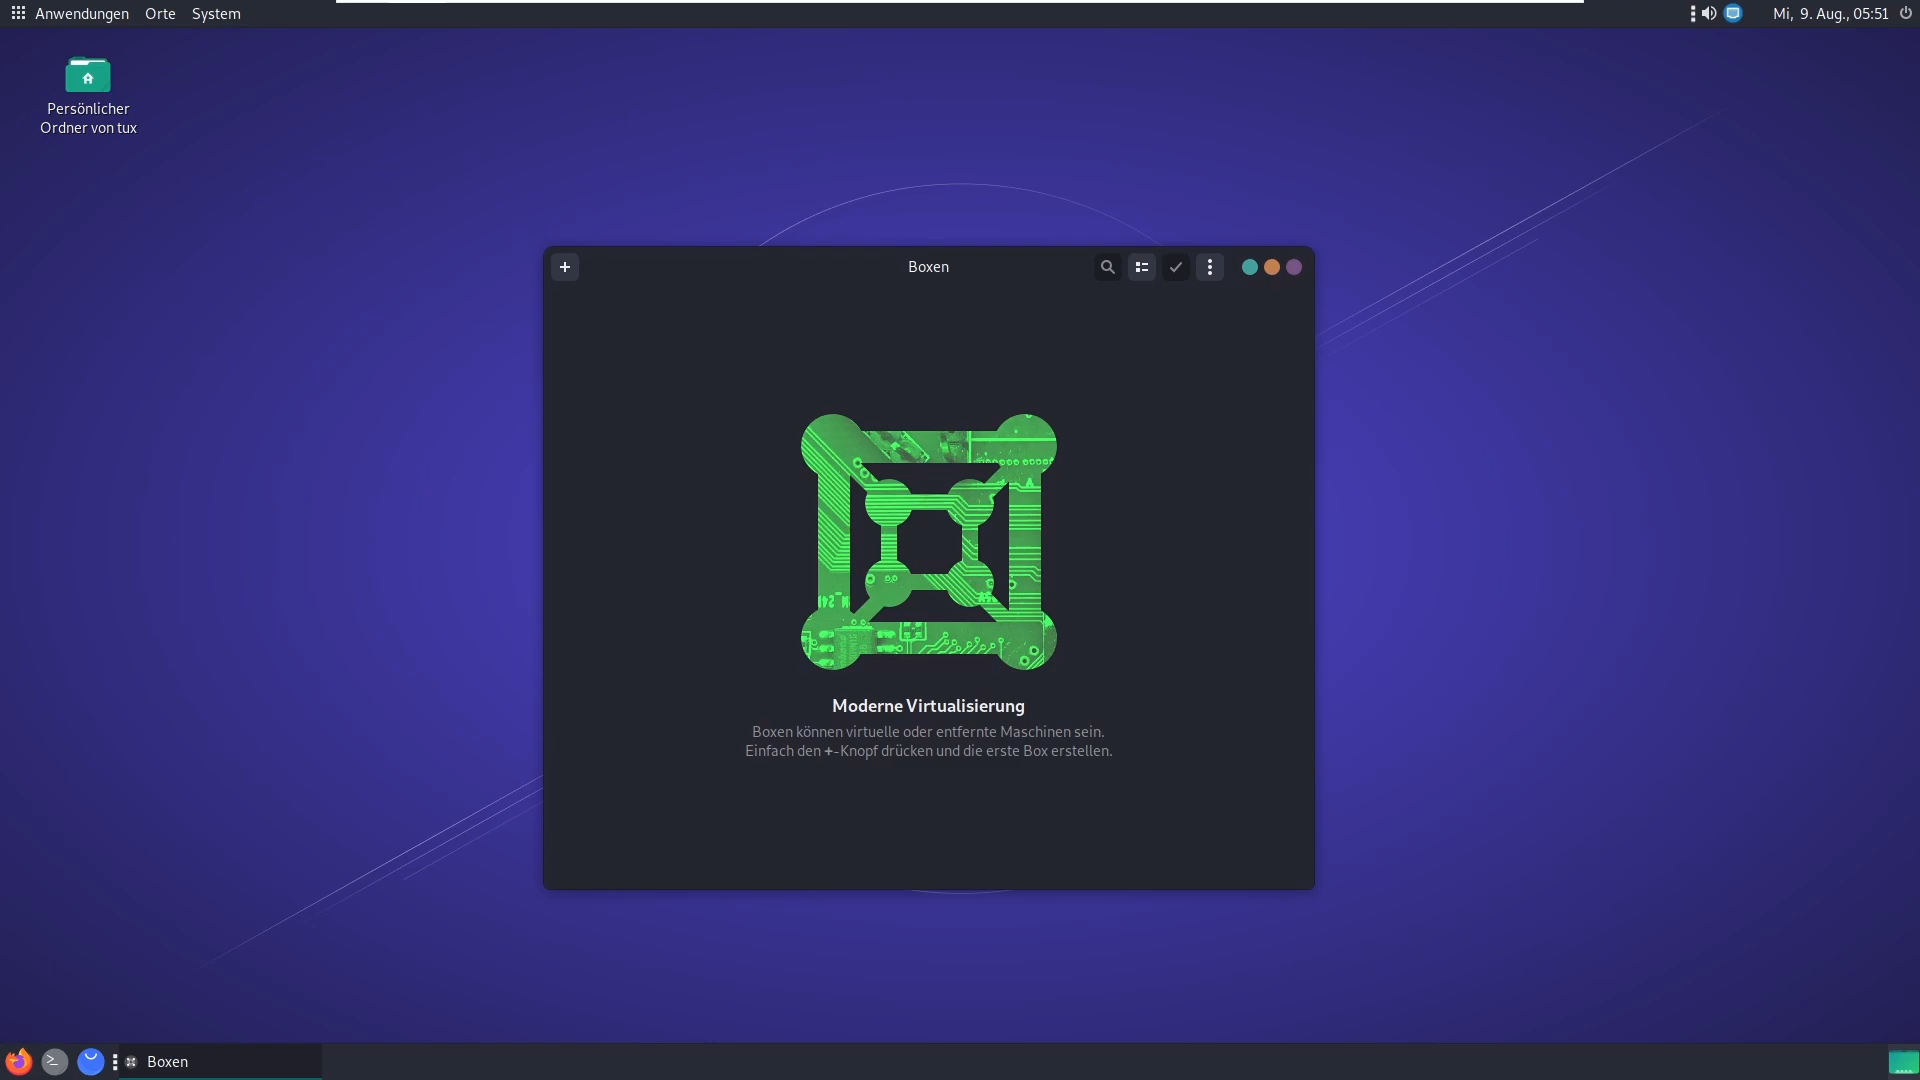 Anwendungen Orte System
Mi, 9. Aug., 05:51
Persönlicher
Ordner von tux
Boxen
Moderne Virtualisierung
Boxen können virtuelle oder entfernte Maschinen sein.
Einfach den +-Knopf drücken und die erste Box erstellen.
Boxen